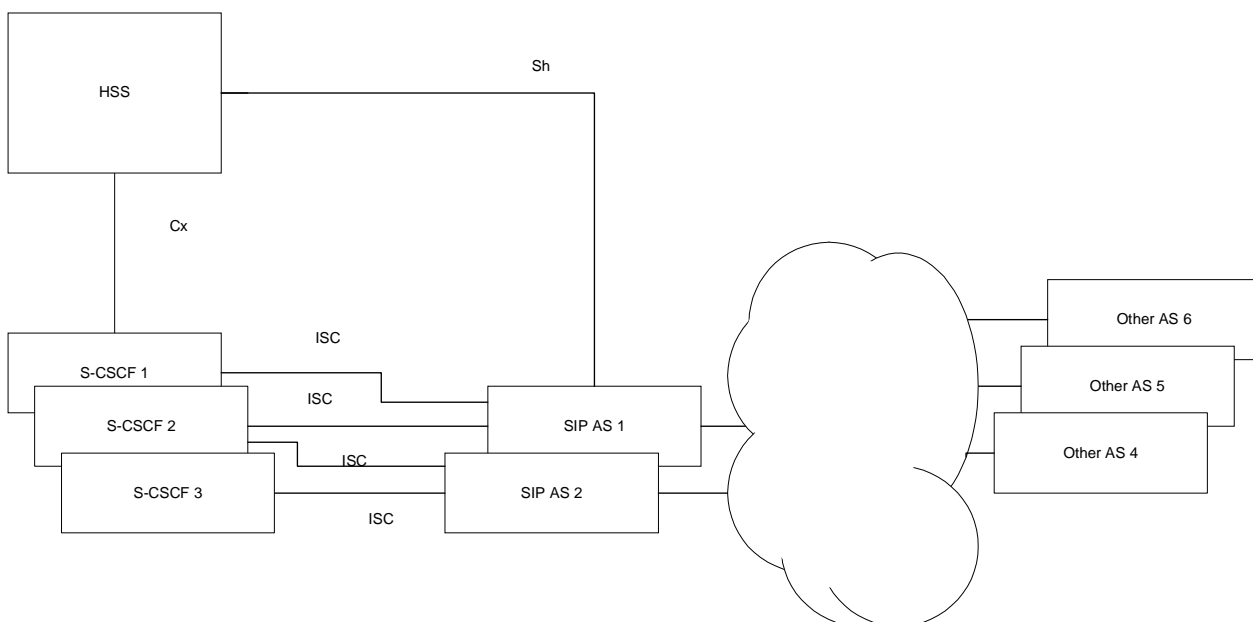 Sh
HSS
Cx
ISC
S-CSCF 1
ISC
S-CSCF 2
SIP AS 1
ISC
S-CSCF 3
SIP AS 2
ISC
Other AS 6
Other AS 5
Other AS 4